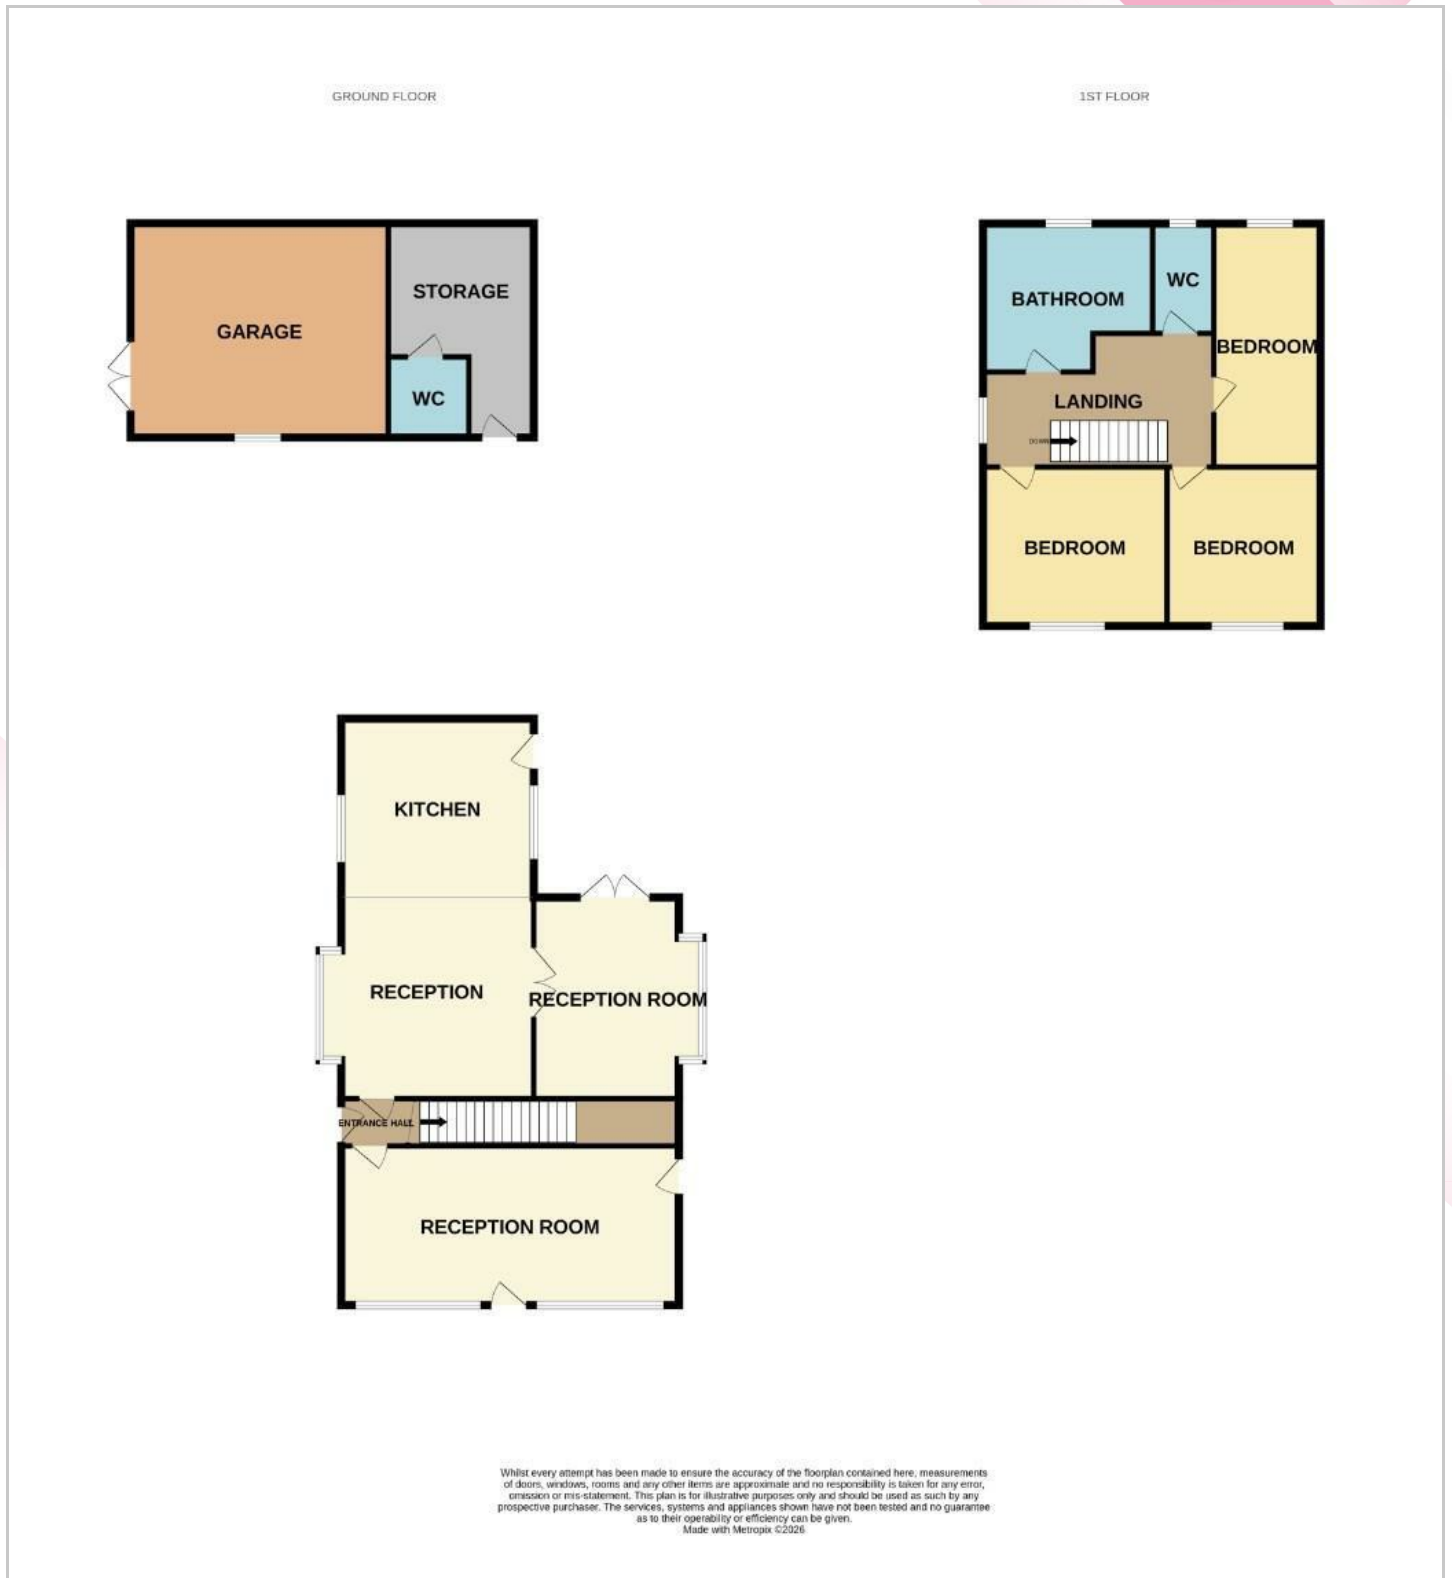 GROUND FLOOR
1ST FLOOR
GARAGE
STORAGE
WC
BATHROOM
WC
BEDROOM
LANDING
DOWN
BEDROOM
BEDROOM
KITCHEN
RECEPTION
RECEPTION ROOM
ENTRANCE HALL
RECEPTION ROOM
Whilst every attempt has been made to ensure the accuracy of the floorplan contained here, measurements
of doors, windows, rooms and any other items are approximate and no responsibility is taken for any error,
omission or mis-statement. This plan is for illustrative purposes only and should be used as such by any
prospective purchaser. The services, systems and appliances shown have not been tested and no guarantee
as to their operability or efficiency can be given.
Made with Metropix ©2026